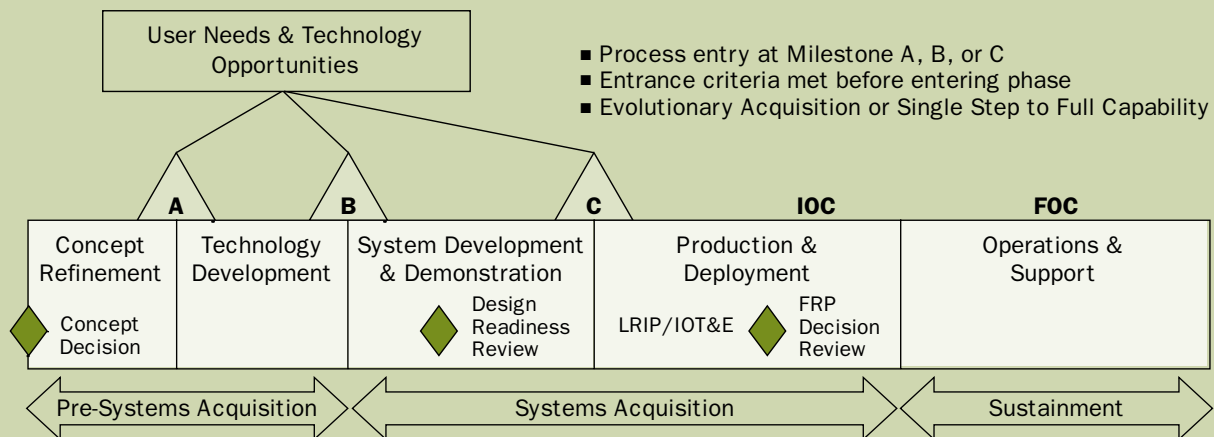 User Needs & Technology
Opportunities
■ Process entry at Milestone A, B, or C
■ Entrance criteria met before entering phase
■ Evolutionary Acquisition or Single Step to Full Capability
A
B
C
IOC
FOC
Concept
Refinement
Technology
Development
System Development
& Demonstration
Production &
Deployment
Operations &
Support
Concept
Decision
Design
Readiness
Review
LRIP/IOT&E
FRP
Decision
Review
Pre-Systems Acquisition
Systems Acquisition
Sustainment